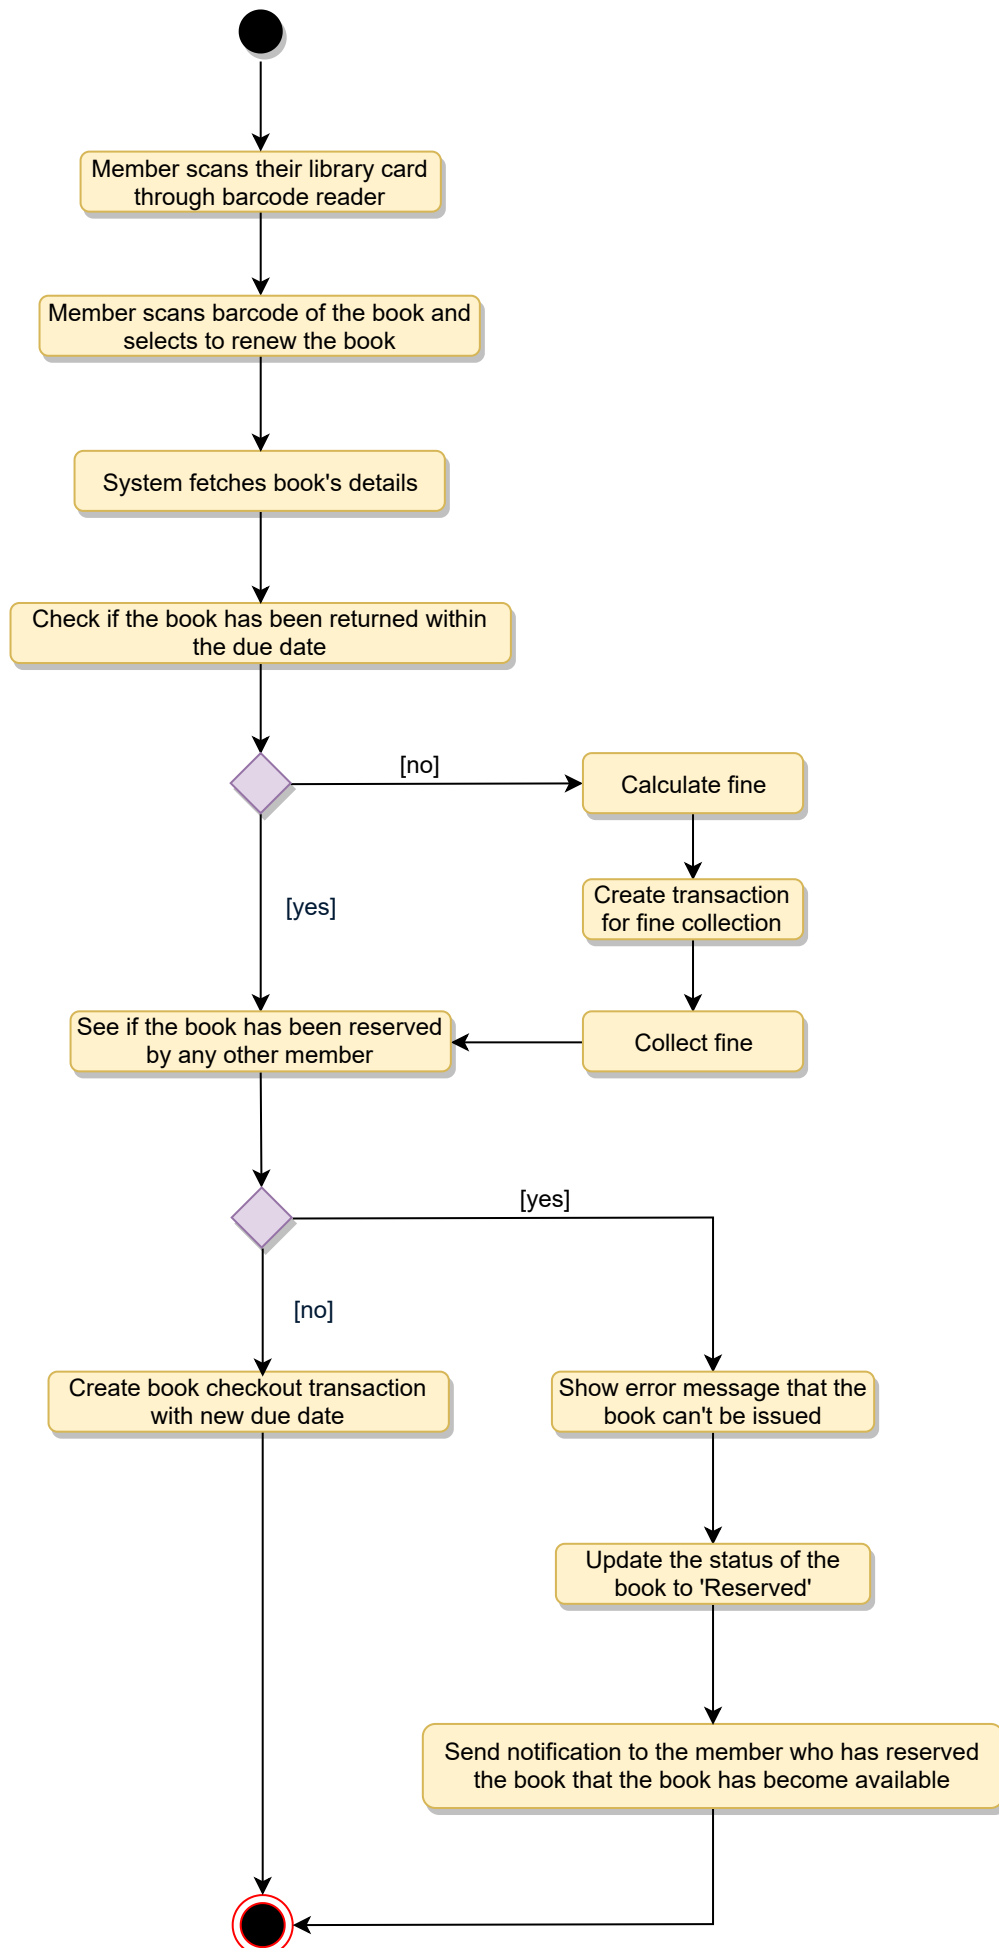 Member scans their library card
through barcode reader
Member scans barcode of the book and
selects to renew the book
System fetches book's details
Check if the book has been returned within
the due date
[no]
Calculate fine
[yes]
Create transaction
for fine collection
See if the book has been reserved
by any other member
Collect fine
[yes]
[no]
Create book checkout transaction
with new due date
Show error message that the
book can't be issued
Update the status of the
book to 'Reserved'
Send notification to the member who has reserved
the book that the book has become available